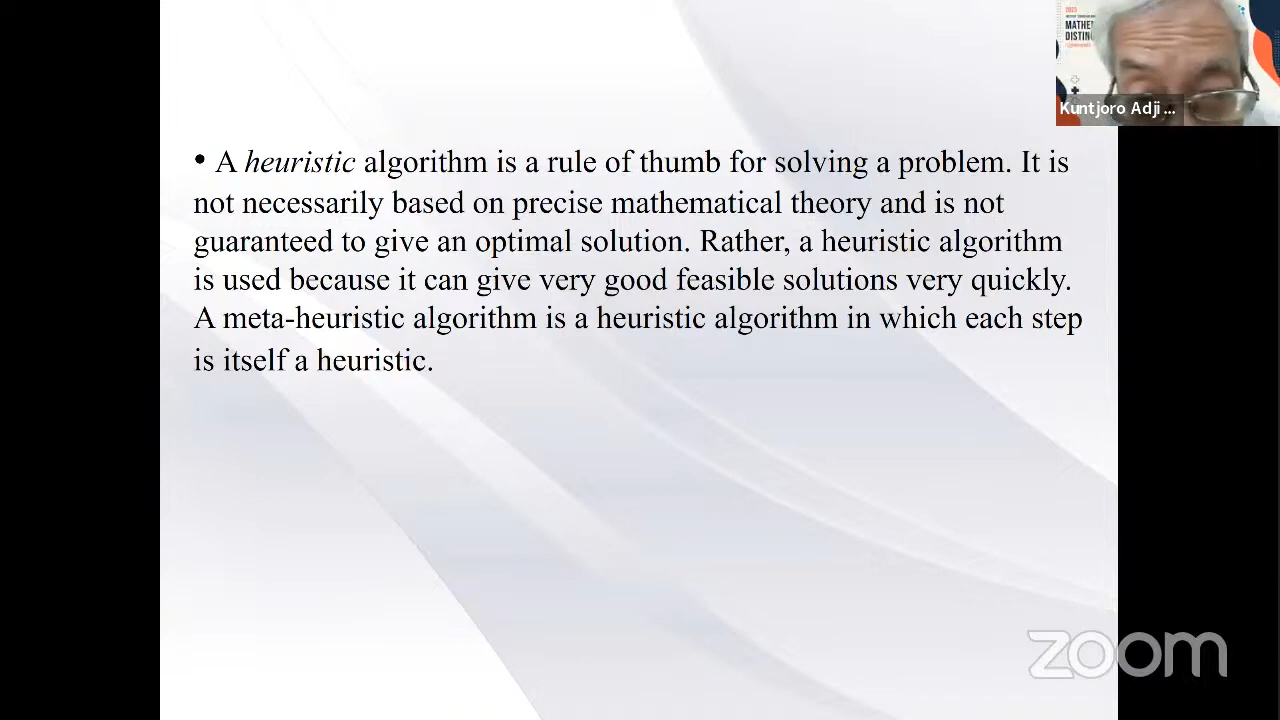 2023
MATHE
DISTIN
Kuntjoro Adji ...
• A heuristic algorithm is a rule of thumb for solving a problem. It is
not necessarily based on precise mathematical theory and is not
guaranteed to give an optimal solution. Rather, a heuristic algorithm
is used because it can give very good feasible solutions very quickly.
A meta-heuristic algorithm is a heuristic algorithm in which each step
is itself a heuristic.
zoom